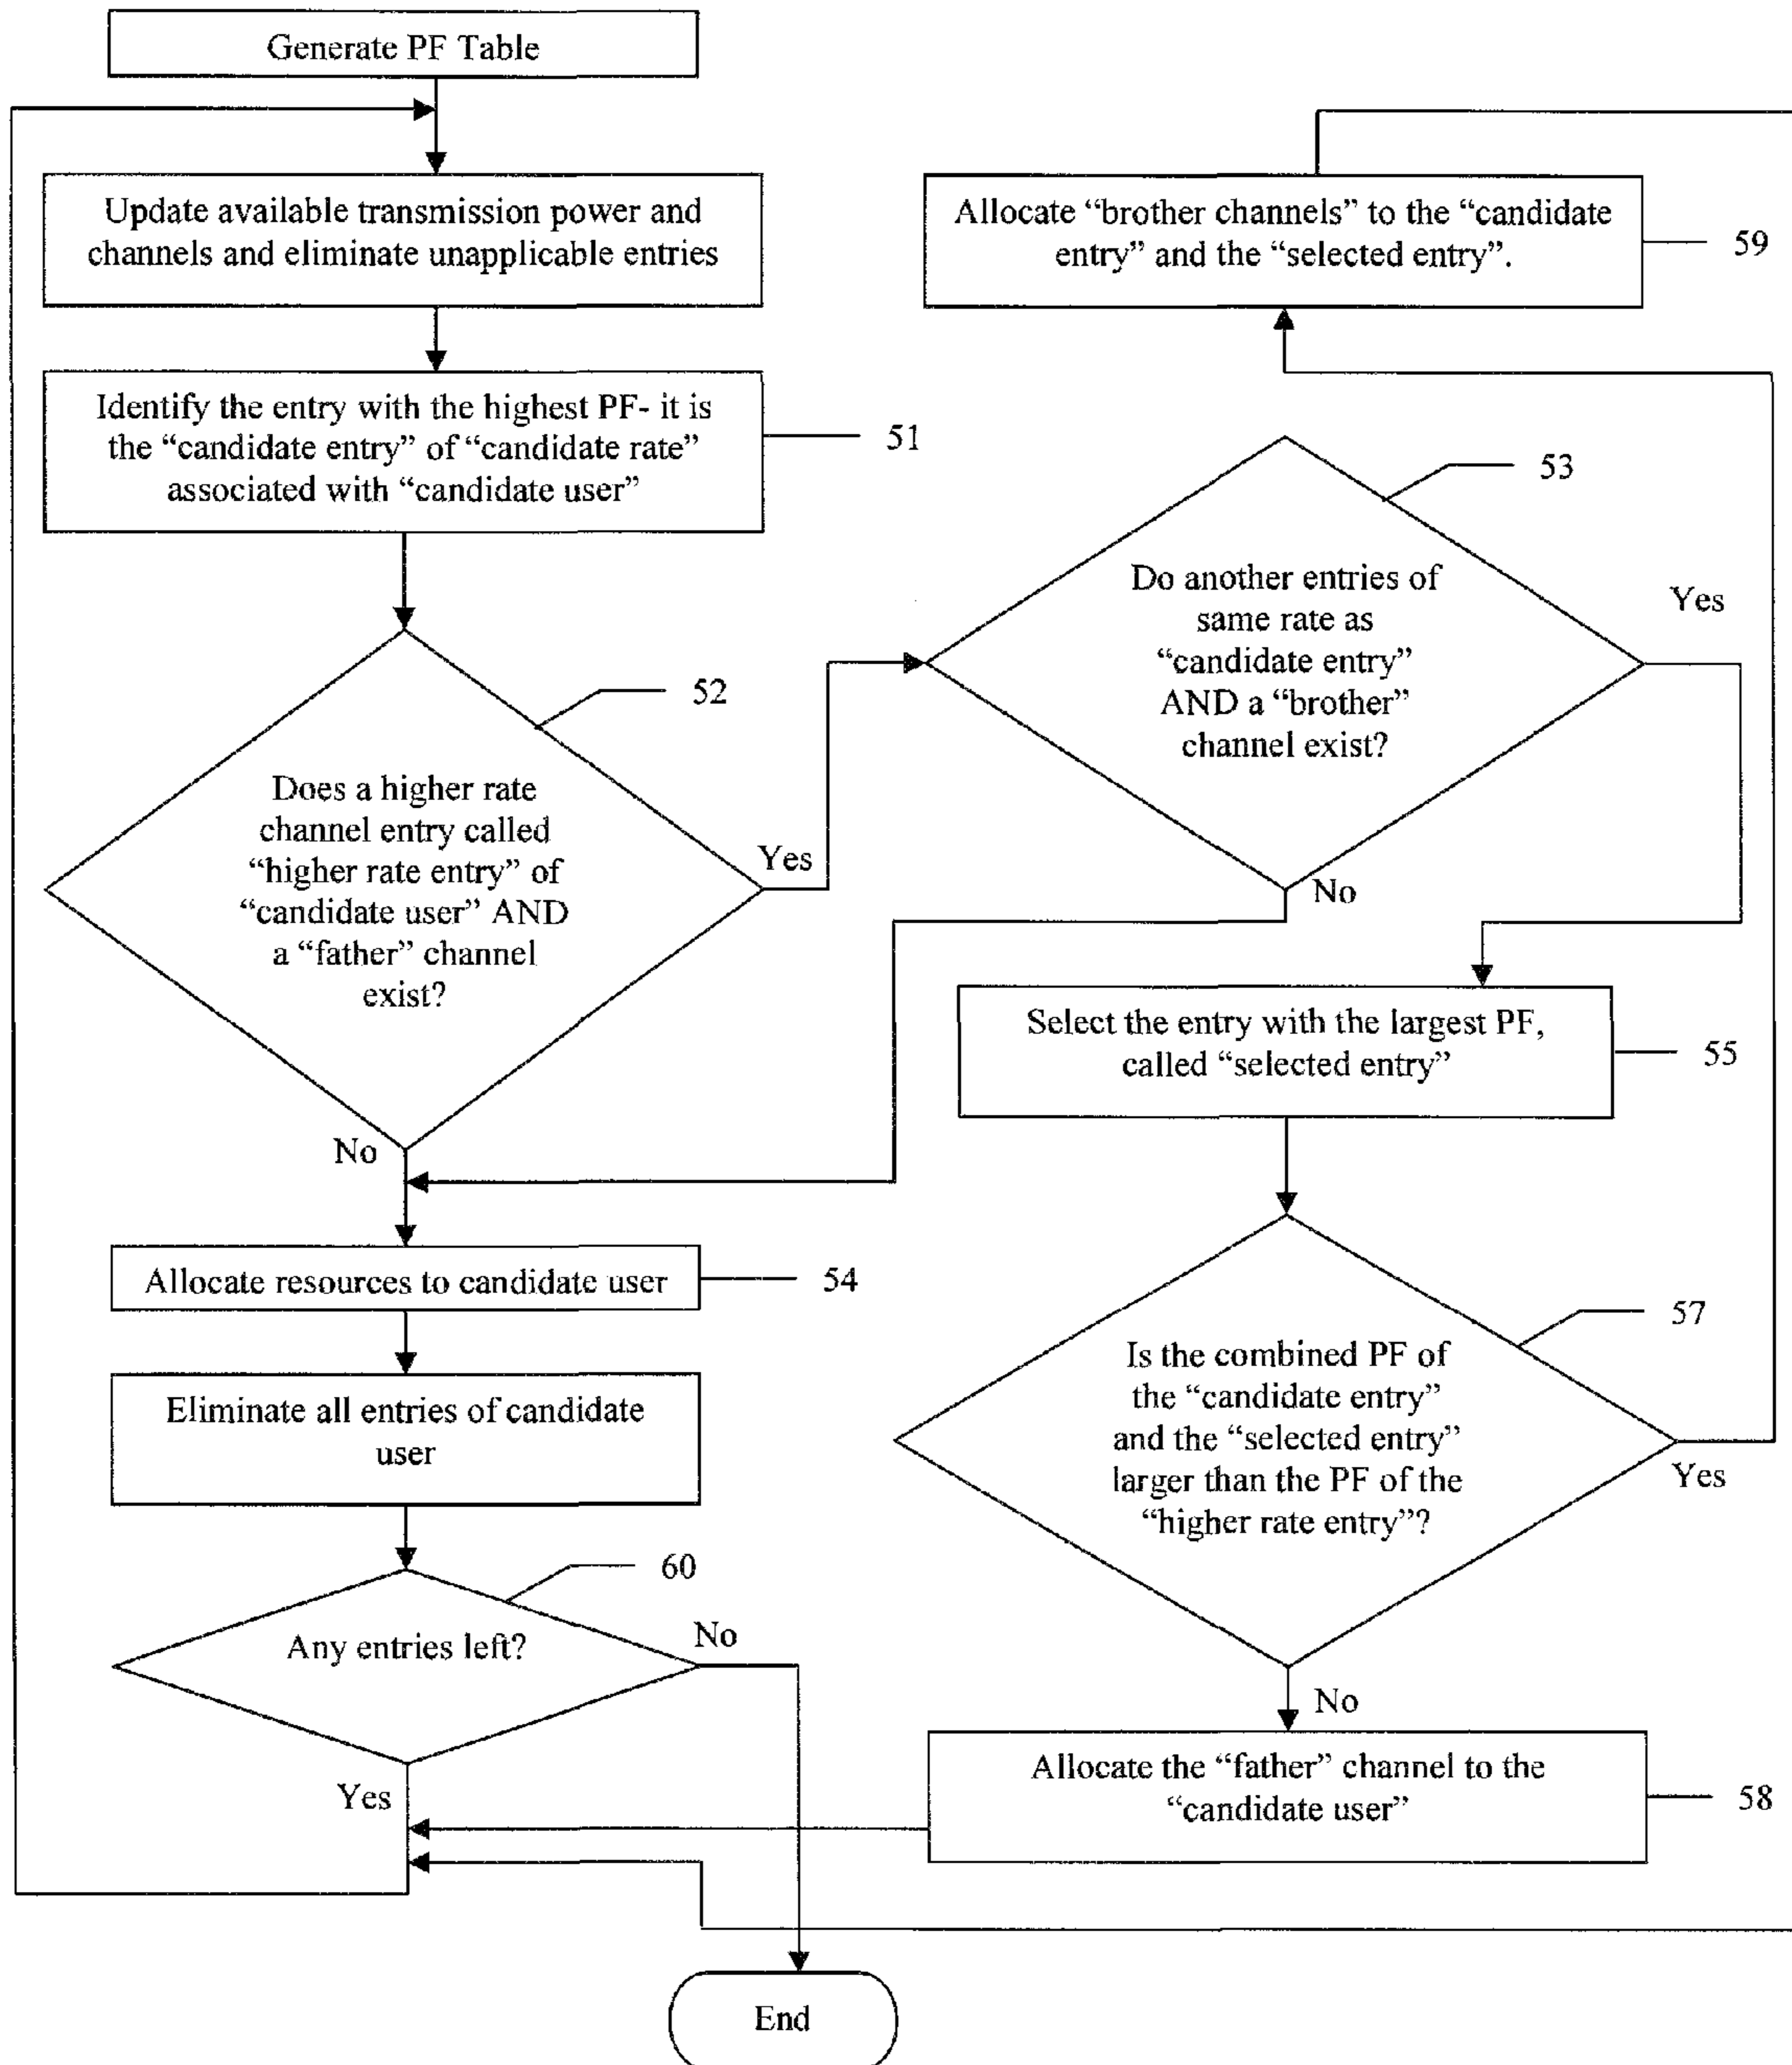 Generate PF Table
Update available transmission power and
channels and eliminate unapplicable entries
Identify the entry with the highest PF- it is
the “candidate entry” of “candidate rate”
associated with “candidate user”
51
52
Does a higher rate
channel entry called
“higher rate entry” of
“candidate user” AND
a “father” channel
exist?
Yes
No
Allocate resources to candidate user
54
Eliminate all entries of candidate
user
60
Any entries left?
No
Yes
End
Allocate “brother channels” to the “candidate
entry” and the “selected entry”.
59
53
Do another entries of
same rate as
“candidate entry”
AND a “brother”
channel exist?
Yes
No
Select the entry with the largest PF,
called “selected entry”
55
57
Is the combined PF of
the “candidate entry”
and the “selected entry”
larger than the PF of the
“higher rate entry”?
Yes
No
Allocate the “father” channel to the
“candidate user”
58